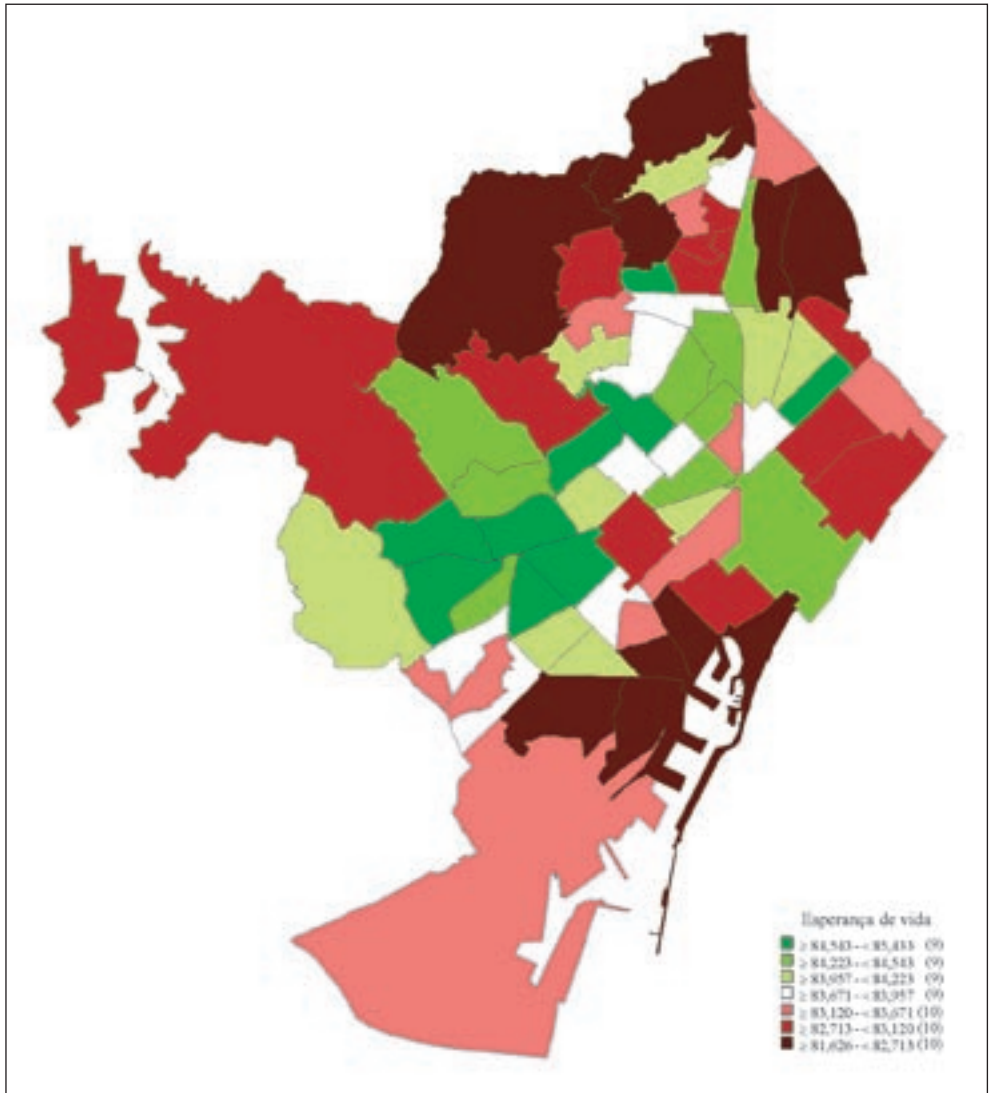 Esperança de vida
≥ 84,543 - < 85,433 (9)
≥ 84,223 - < 84,543 (9)
≥ 83,957 - < 84,223 (9)
≥ 83,671 - < 83,957 (9)
≥ 83,120 - < 83,671 (10)
≥ 82,713 - < 83,120 (10)
≥ 81,626 - < 82,713 (10)